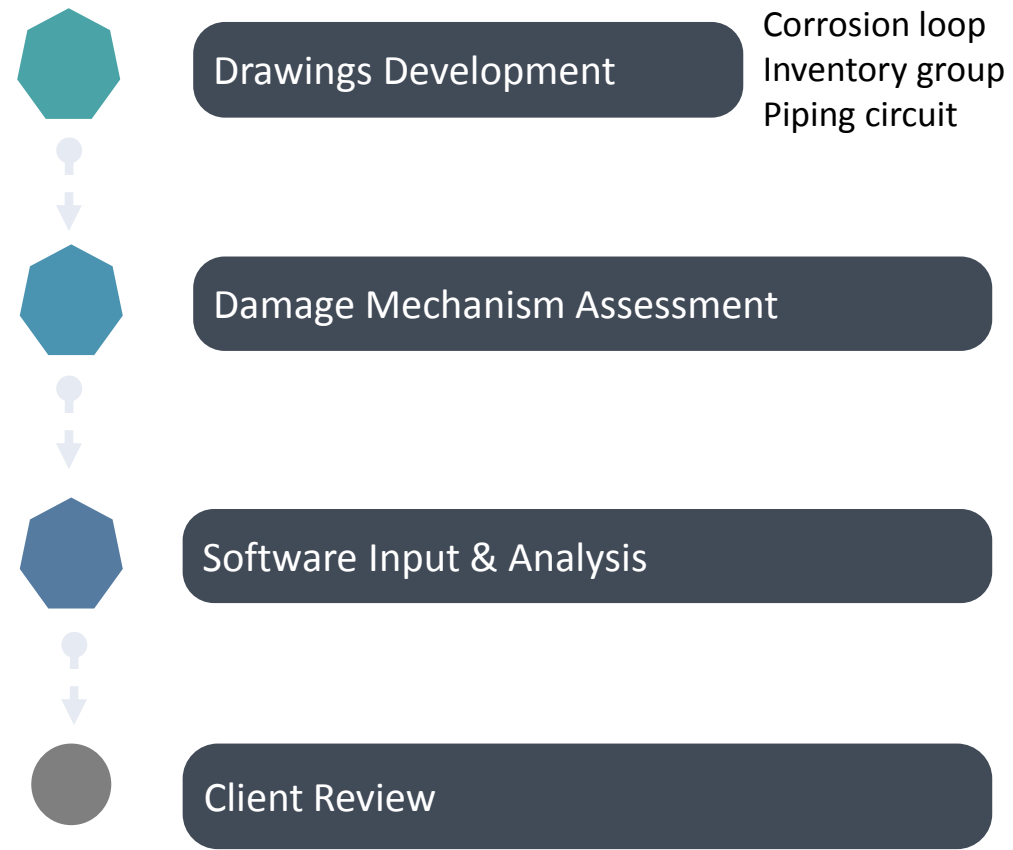 Drawings Development
Corrosion loop
Inventory group
Piping circuit
Damage Mechanism Assessment
Software Input & Analysis
Client Review